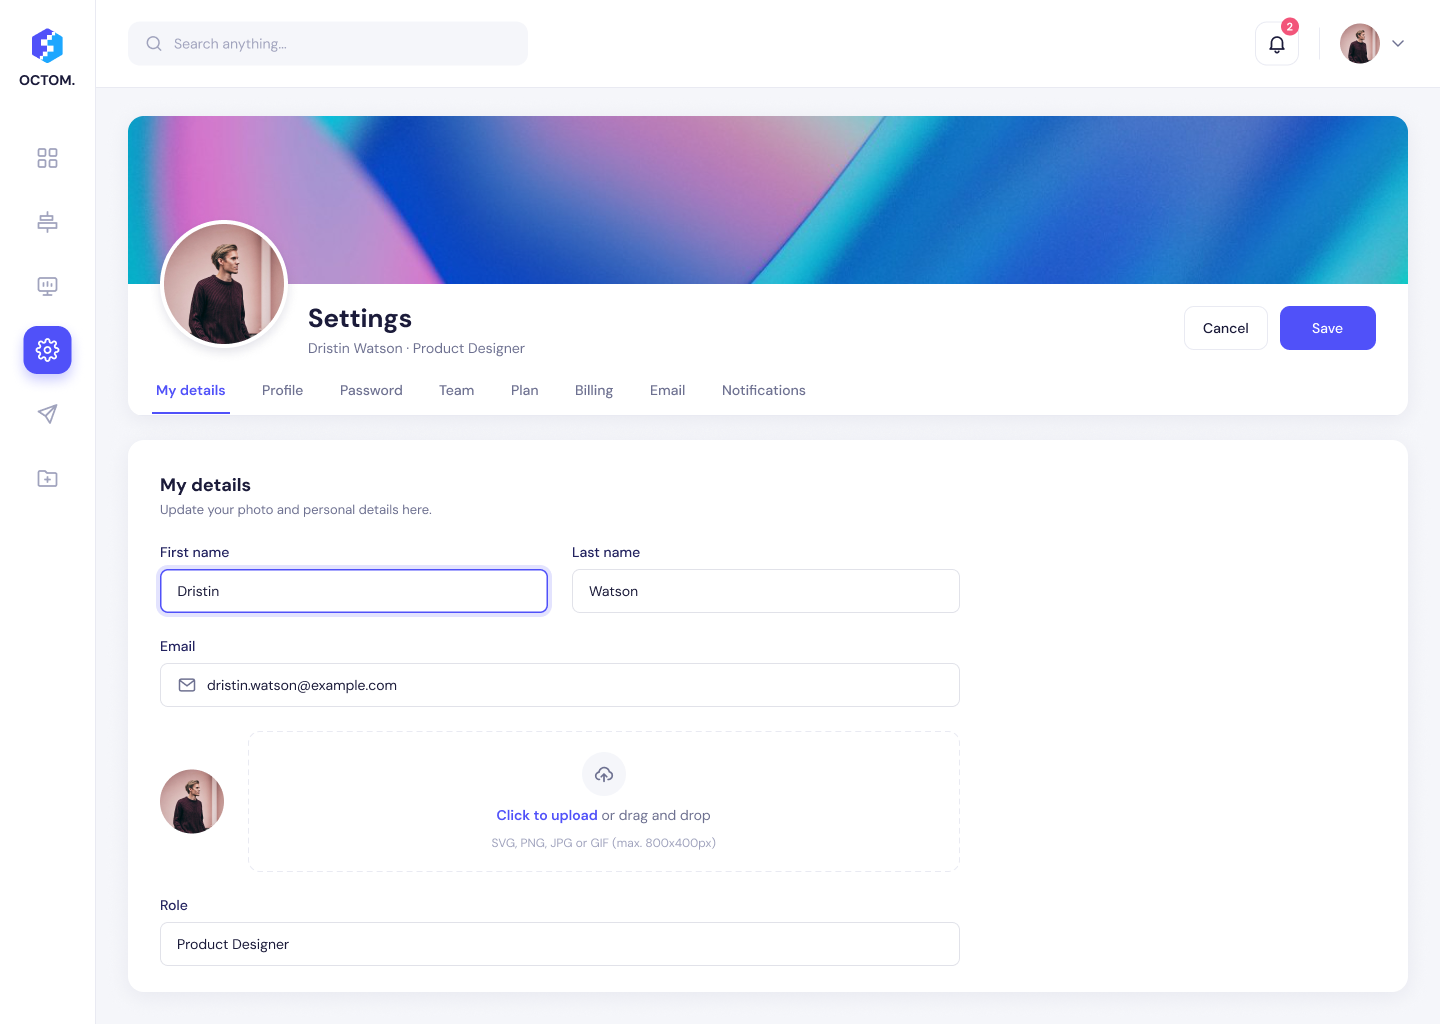 OCTOM.
Search anything...
2
Settings
Dristin Watson · Product Designer
Cancel
Save
My details
Profile
Password
Team
Plan
Billing
Email
Notifications
My details
Update your photo and personal details here.
First name
Last name
Dristin
Watson
Email
dristin.watson@example.com
Click to upload or drag and drop
SVG, PNG, JPG or GIF (max. 800x400px)
Role
Product Designer